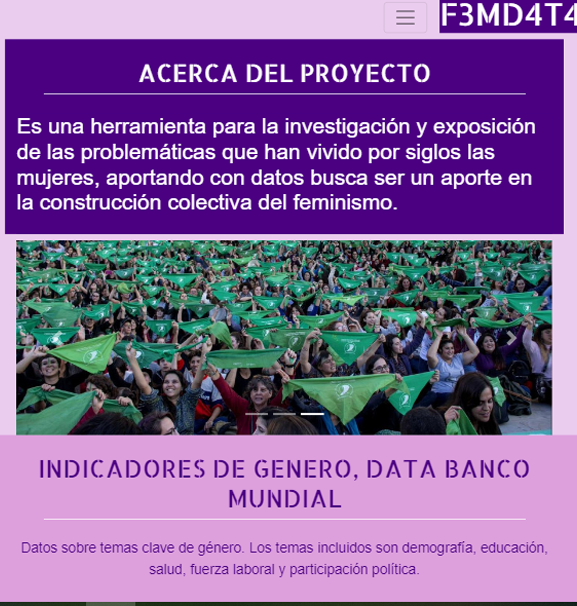 F3MD4T4
ACERCA DEL PROYECTO
Es una herramienta para la investigación y exposición
de las problemáticas que han vivido por siglos las
mujeres, aportando con datos busca ser un aporte en
la construcción colectiva del feminismo.
INDICADORES DE GENERO, DATA BANCO
MUNDIAL
Datos sobre temas clave de género. Los temas incluidos son demografía, educación,
salud, fuerza laboral y participación política.